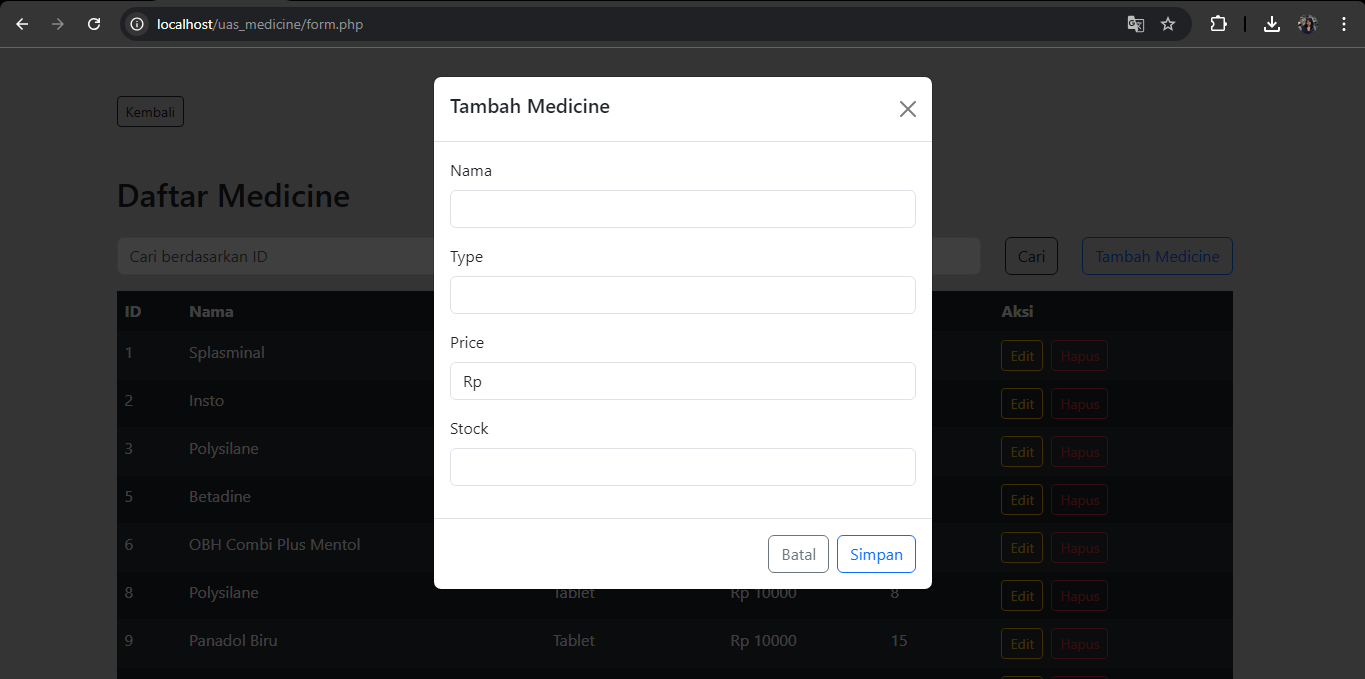 localhost/uas_medicine/form.php
Kembali
Tambah Medicine
Nama
Type
Price
Rp
Stock
Batal Simpan
Daftar Medicine
Cari berdasarkan ID Cari Tambah Medicine
ID Nama Aksi
1 Splasminal Edit Hapus
2 Insto Edit Hapus
3 Polysilane Edit Hapus
5 Betadine Edit Hapus
6 OBH Combi Plus Mentol Edit Hapus
8 Polysilane Tablet Rp 10000 8 Edit Hapus
9 Panadol Biru Tablet Rp 10000 15 Edit Hapus